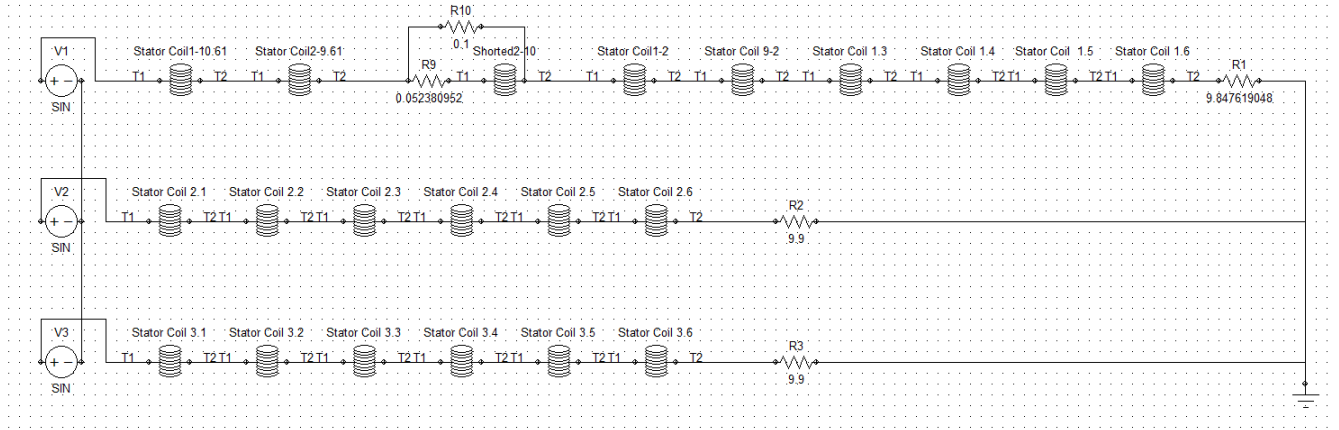 R10
0.1
V1 Stator Coil1-10.61 Stator Coil2-9.61 Shorted2-10 Stator Coil1-2 Stator Coil 9-2 Stator Coil 1.3 Stator Coil 1.4 Stator Coil 1.5 Stator Coil 1.6
R9 R1
+ - T1 T2 T1 T2 T1 T2 T1 T2 T1 T2 T1 T2 T1 T2 T1 T2 T1 T2
0.052380952 9.847619048
SIN
V2 Stator Coil 2.1 Stator Coil 2.2 Stator Coil 2.3 Stator Coil 2.4 Stator Coil 2.5 Stator Coil 2.6
R2
+ - T1 T2 T1 T2 T1 T2 T1 T2 T1 T2 T1 T2
9.9
SIN
V3 Stator Coil 3.1 Stator Coil 3.2 Stator Coil 3.3 Stator Coil 3.4 Stator Coil 3.5 Stator Coil 3.6
R3
+ - T1 T2 T1 T2 T1 T2 T1 T2 T1 T2 T1 T2
9.9
SIN